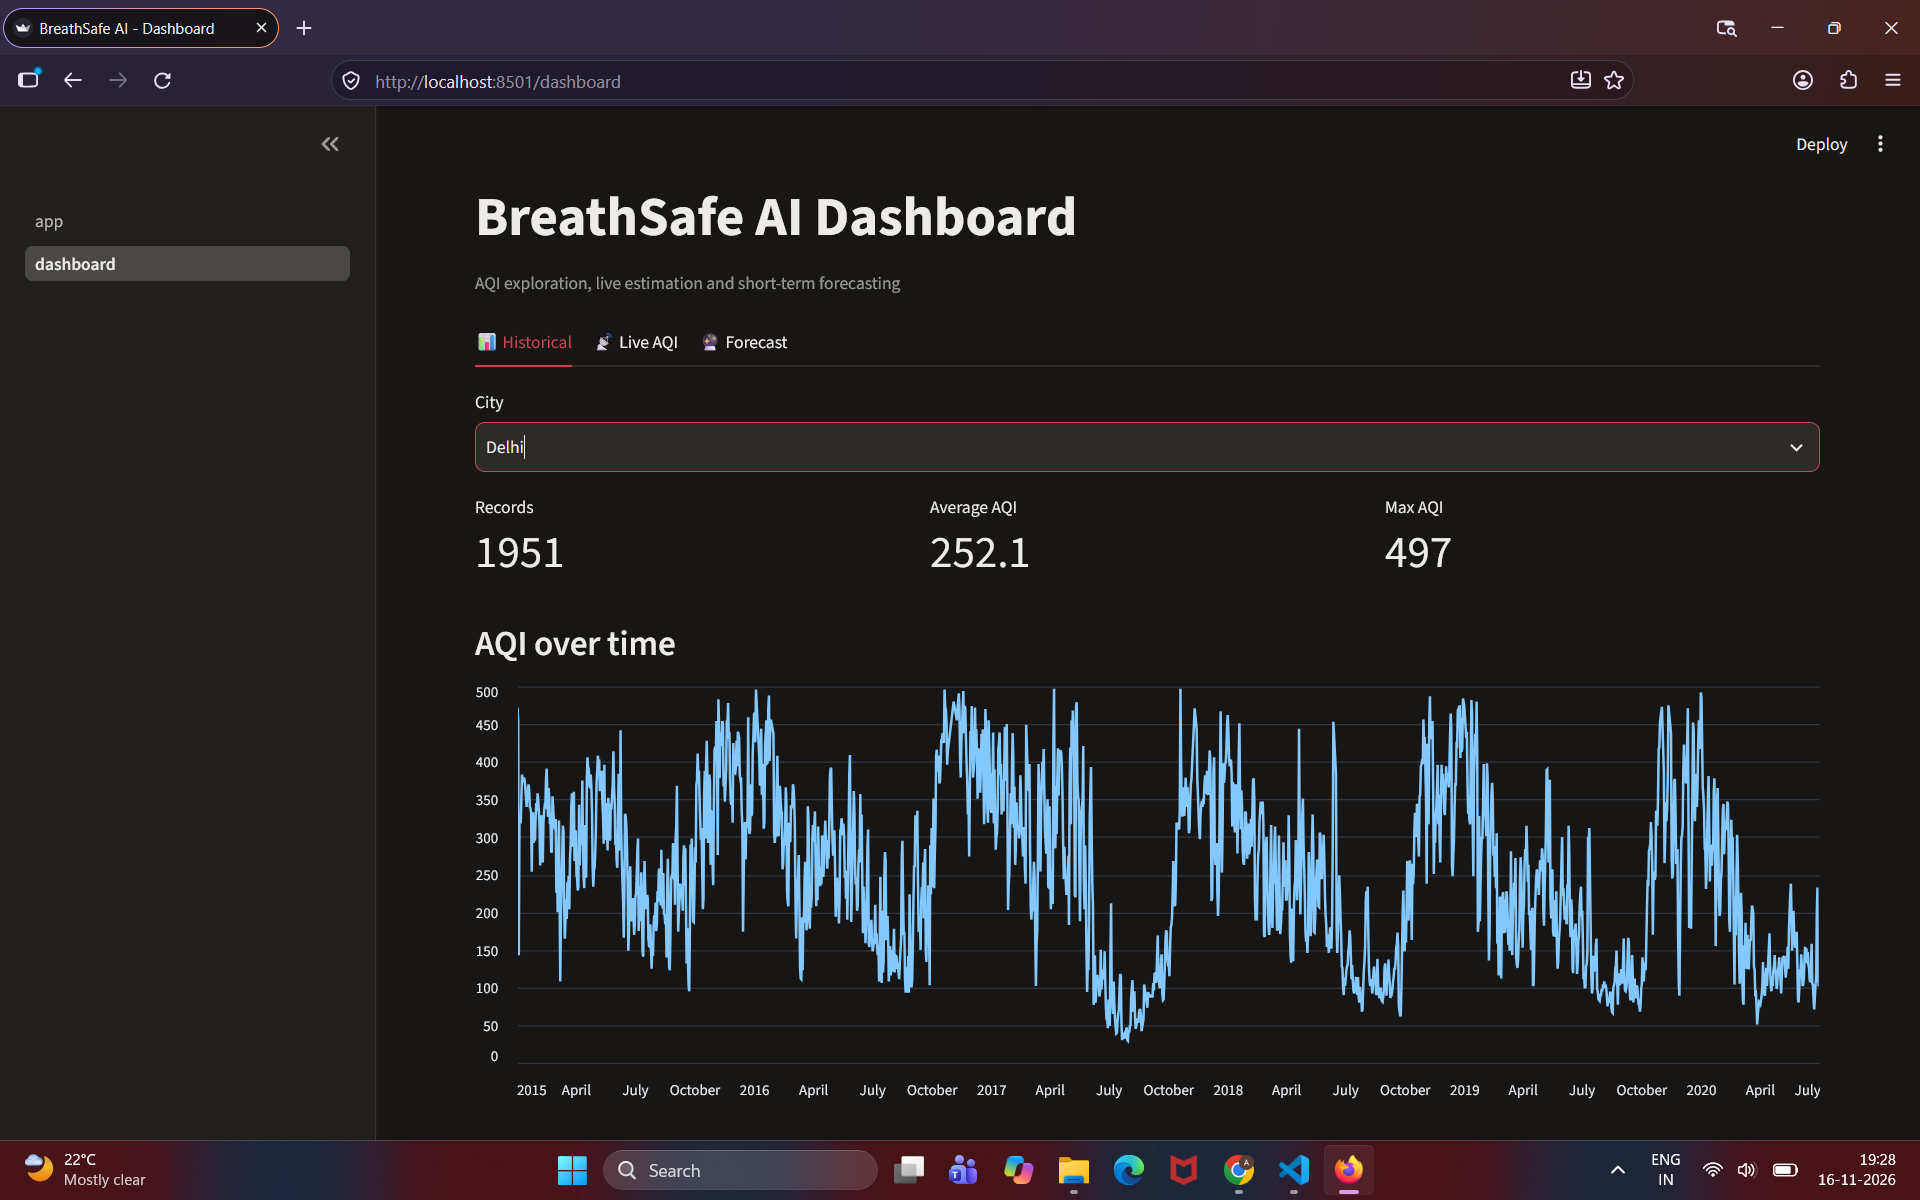 BreathSafe AI - Dashboard
http://localhost:8501/dashboard
Deploy
app
dashboard
BreathSafe AI Dashboard
AQI exploration, live estimation and short-term forecasting
Historical Live AQI Forecast
City
Delhi
Records Average AQI Max AQI
1951 252.1 497
AQI over time
500
450
400
350
300
250
200
150
100
50
0
2015 April July October 2016 April July October 2017 April July October 2018 April July October 2019 April July October 2020 April July
22°C
Mostly clear
Search
ENG
IN
19:28
16-11-2026